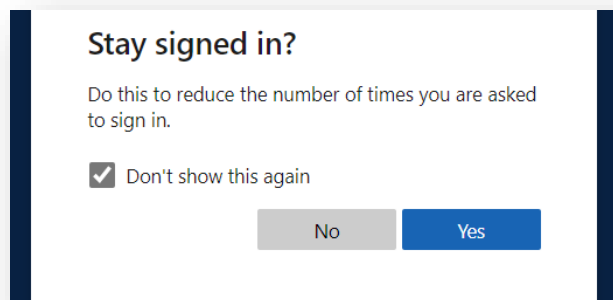 Stay signed in?
Do this to reduce the number of times you are asked
to sign in.
Don't show this again
No Yes